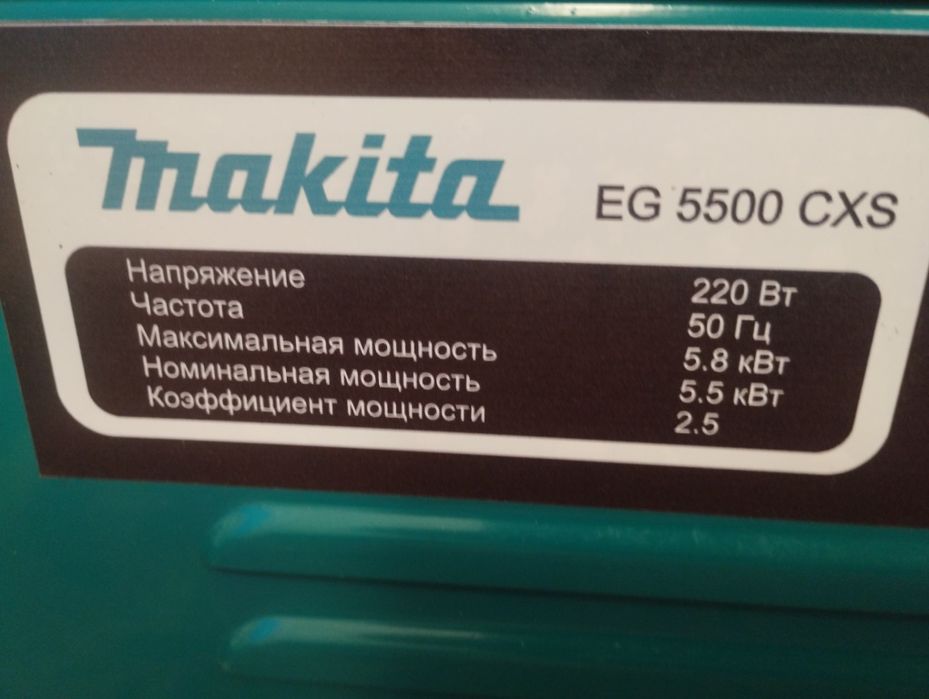 makita
EG 5500 CXS
Напряжение 220 Вт
Частота 50 Гц
Максимальная мощность 5.8 кВт
Номинальная мощность 5.5 кВт
Коэффициент мощности 2.5